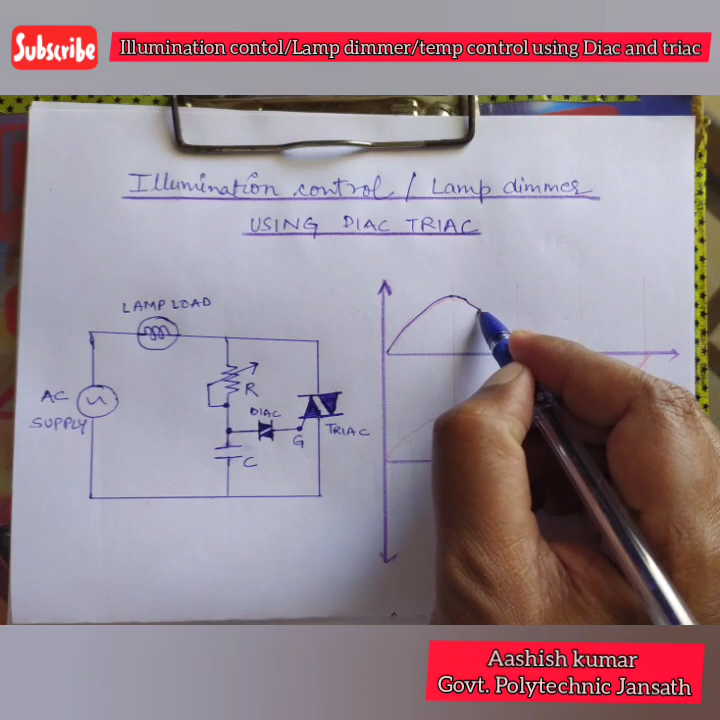 Subscribe
Illumination contol/Lamp dimmer/temp control using Diac and triac
Illumination control / Lamp dimmer
USING DIAC TRIAC
LAMP LOAD
AC
SUPPLY
R
DIAC
G
TRIAC
C
Aashish kumar
Govt. Polytechnic Jansath